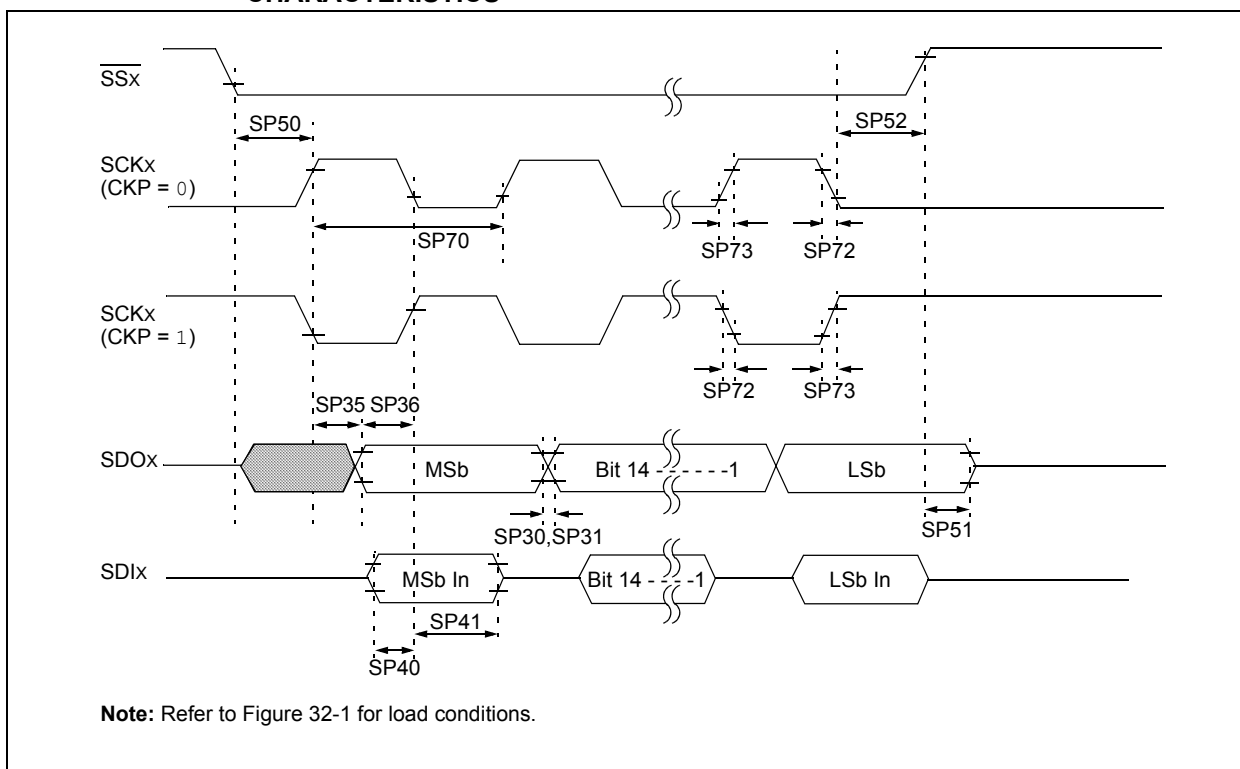 SSx
SP50
SP52
SCKx
(CKP = 0)
SP70
SP73
SP72
SCKx
(CKP = 1)
SP72
SP73
SP35
SP36
SDOx
MSb
Bit 14 - - - - - -1
LSb
SP30,SP31
SP51
SDIx
MSb In
Bit 14 - - - -1
LSb In
SP41
SP40
Note: Refer to Figure 32-1 for load conditions.